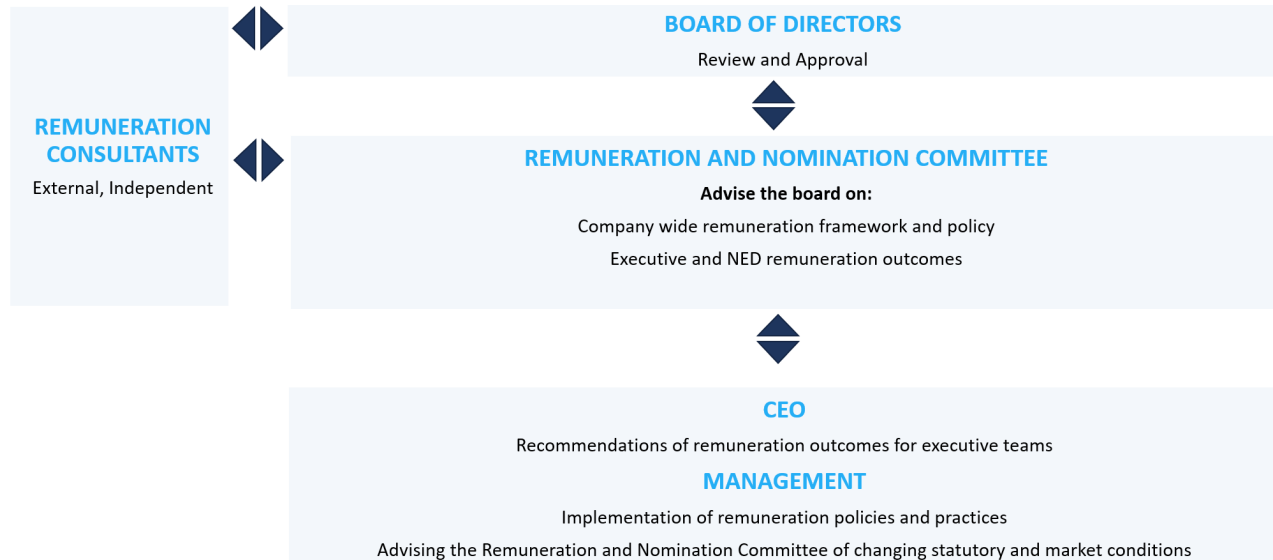 BOARD OF DIRECTORS
Review and Approval
REMUNERATION
CONSULTANTS
External, Independent
REMUNERATION AND NOMINATION COMMITTEE
Advise the board on:
Company wide remuneration framework and policy
Executive and NED remuneration outcomes
CEO
Recommendations of remuneration outcomes for executive teams
MANAGEMENT
Implementation of remuneration policies and practices
Advising the Remuneration and Nomination Committee of changing statutory and market conditions